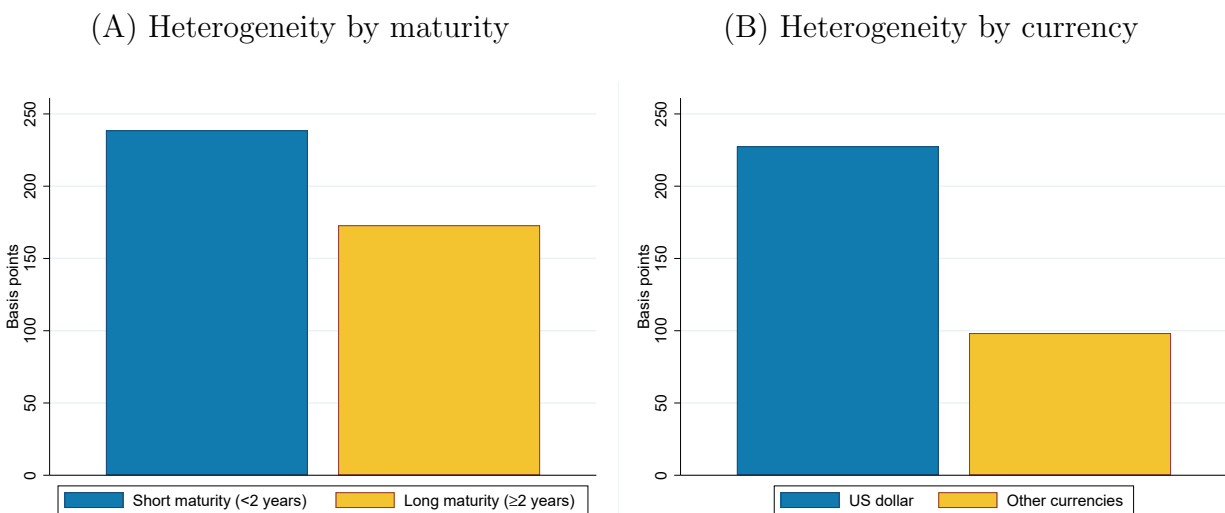 (A) Heterogeneity by maturity
Basis points
250
200
150
100
50
0
Short maturity (<2 years)
Long maturity (≥2 years)
(B) Heterogeneity by currency
Basis points
250
200
150
100
50
0
US dollar
Other currencies